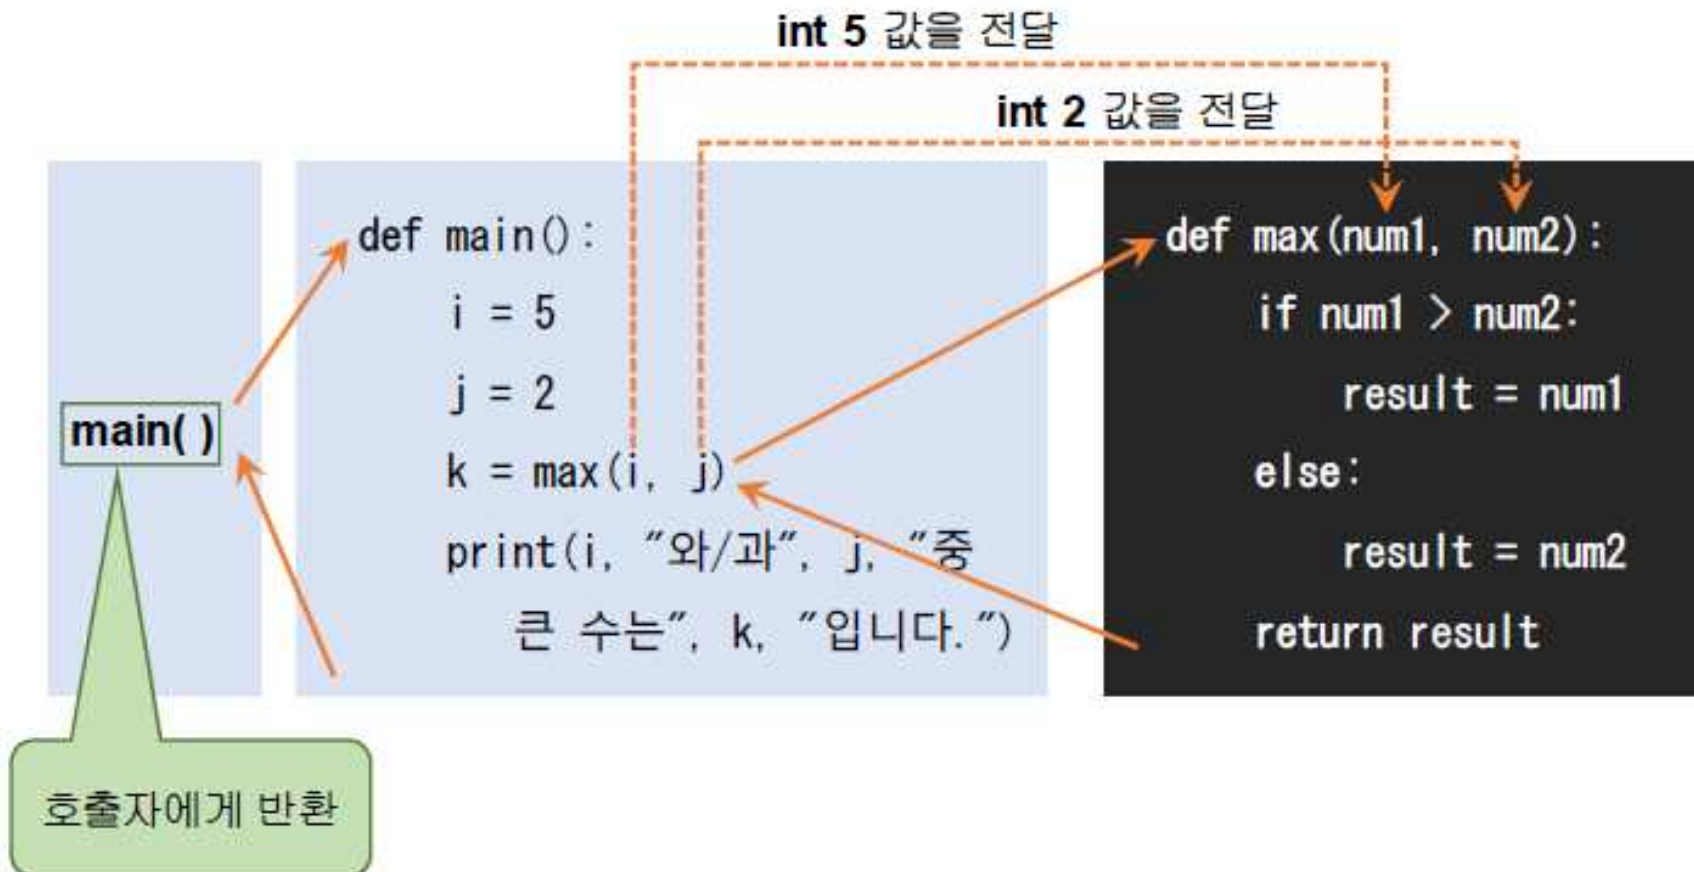 int 5 값을 전달
int 2 값을 전달
main( )
def main():
i = 5
j = 2
k = max(i, j)
print(i, "와/과", j, "중
큰 수는", k, "입니다.")
def max(num1, num2):
if num1 > num2:
result = num1
else:
result = num2
return result
호출자에게 반환